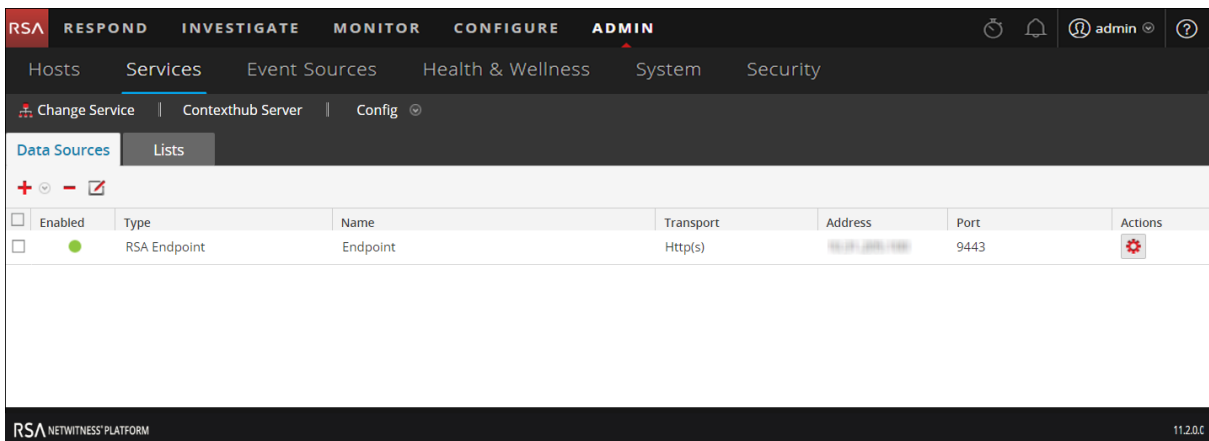 RSA RESPOND INVESTIGATE MONITOR CONFIGURE ADMIN admin ?
Hosts Services Event Sources Health & Wellness System Security
Change Service | Contexthub Server | Config
Data Sources Lists
Enabled Type Name Transport Address Port Actions
RSA Endpoint Endpoint Http(s) 9443
RSA NETWITNESS® PLATFORM 11.2.0.0